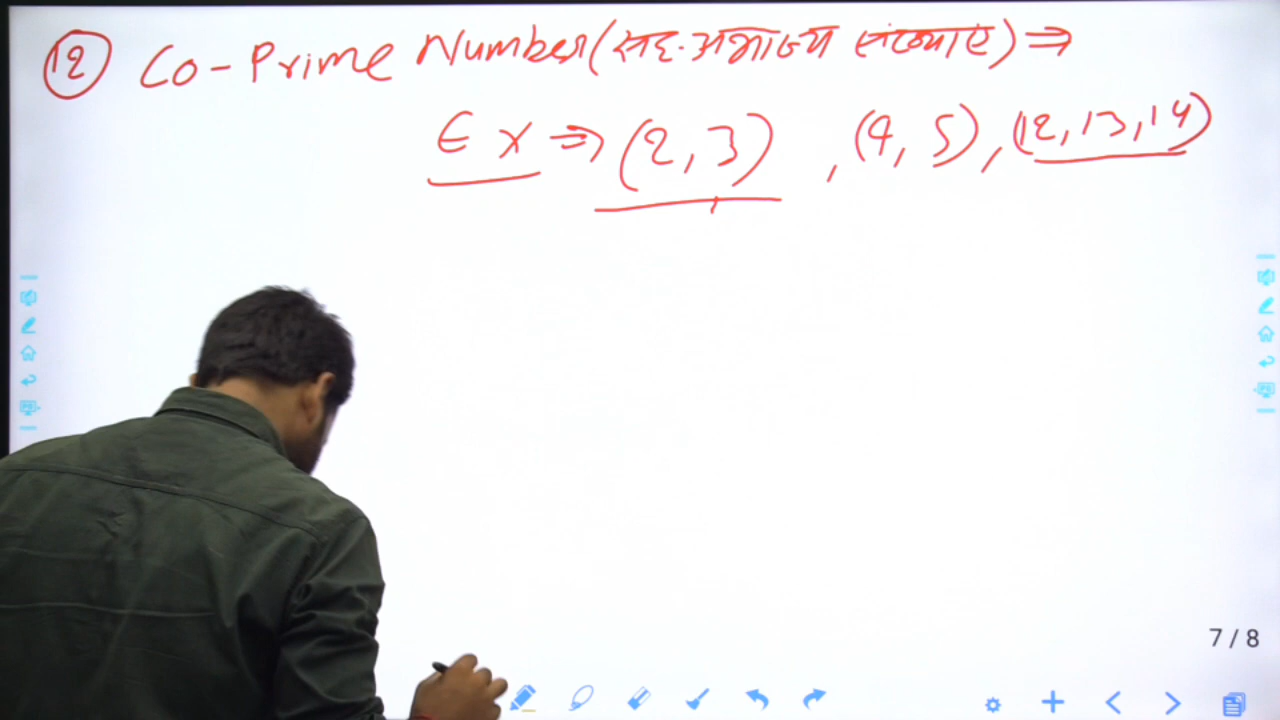 (12) Co-Prime Number (सह-अभाज्य संख्याए) ⇒
Ex ⇒ (2, 3) , (4, 5) , (12, 13, 14)
7 / 8